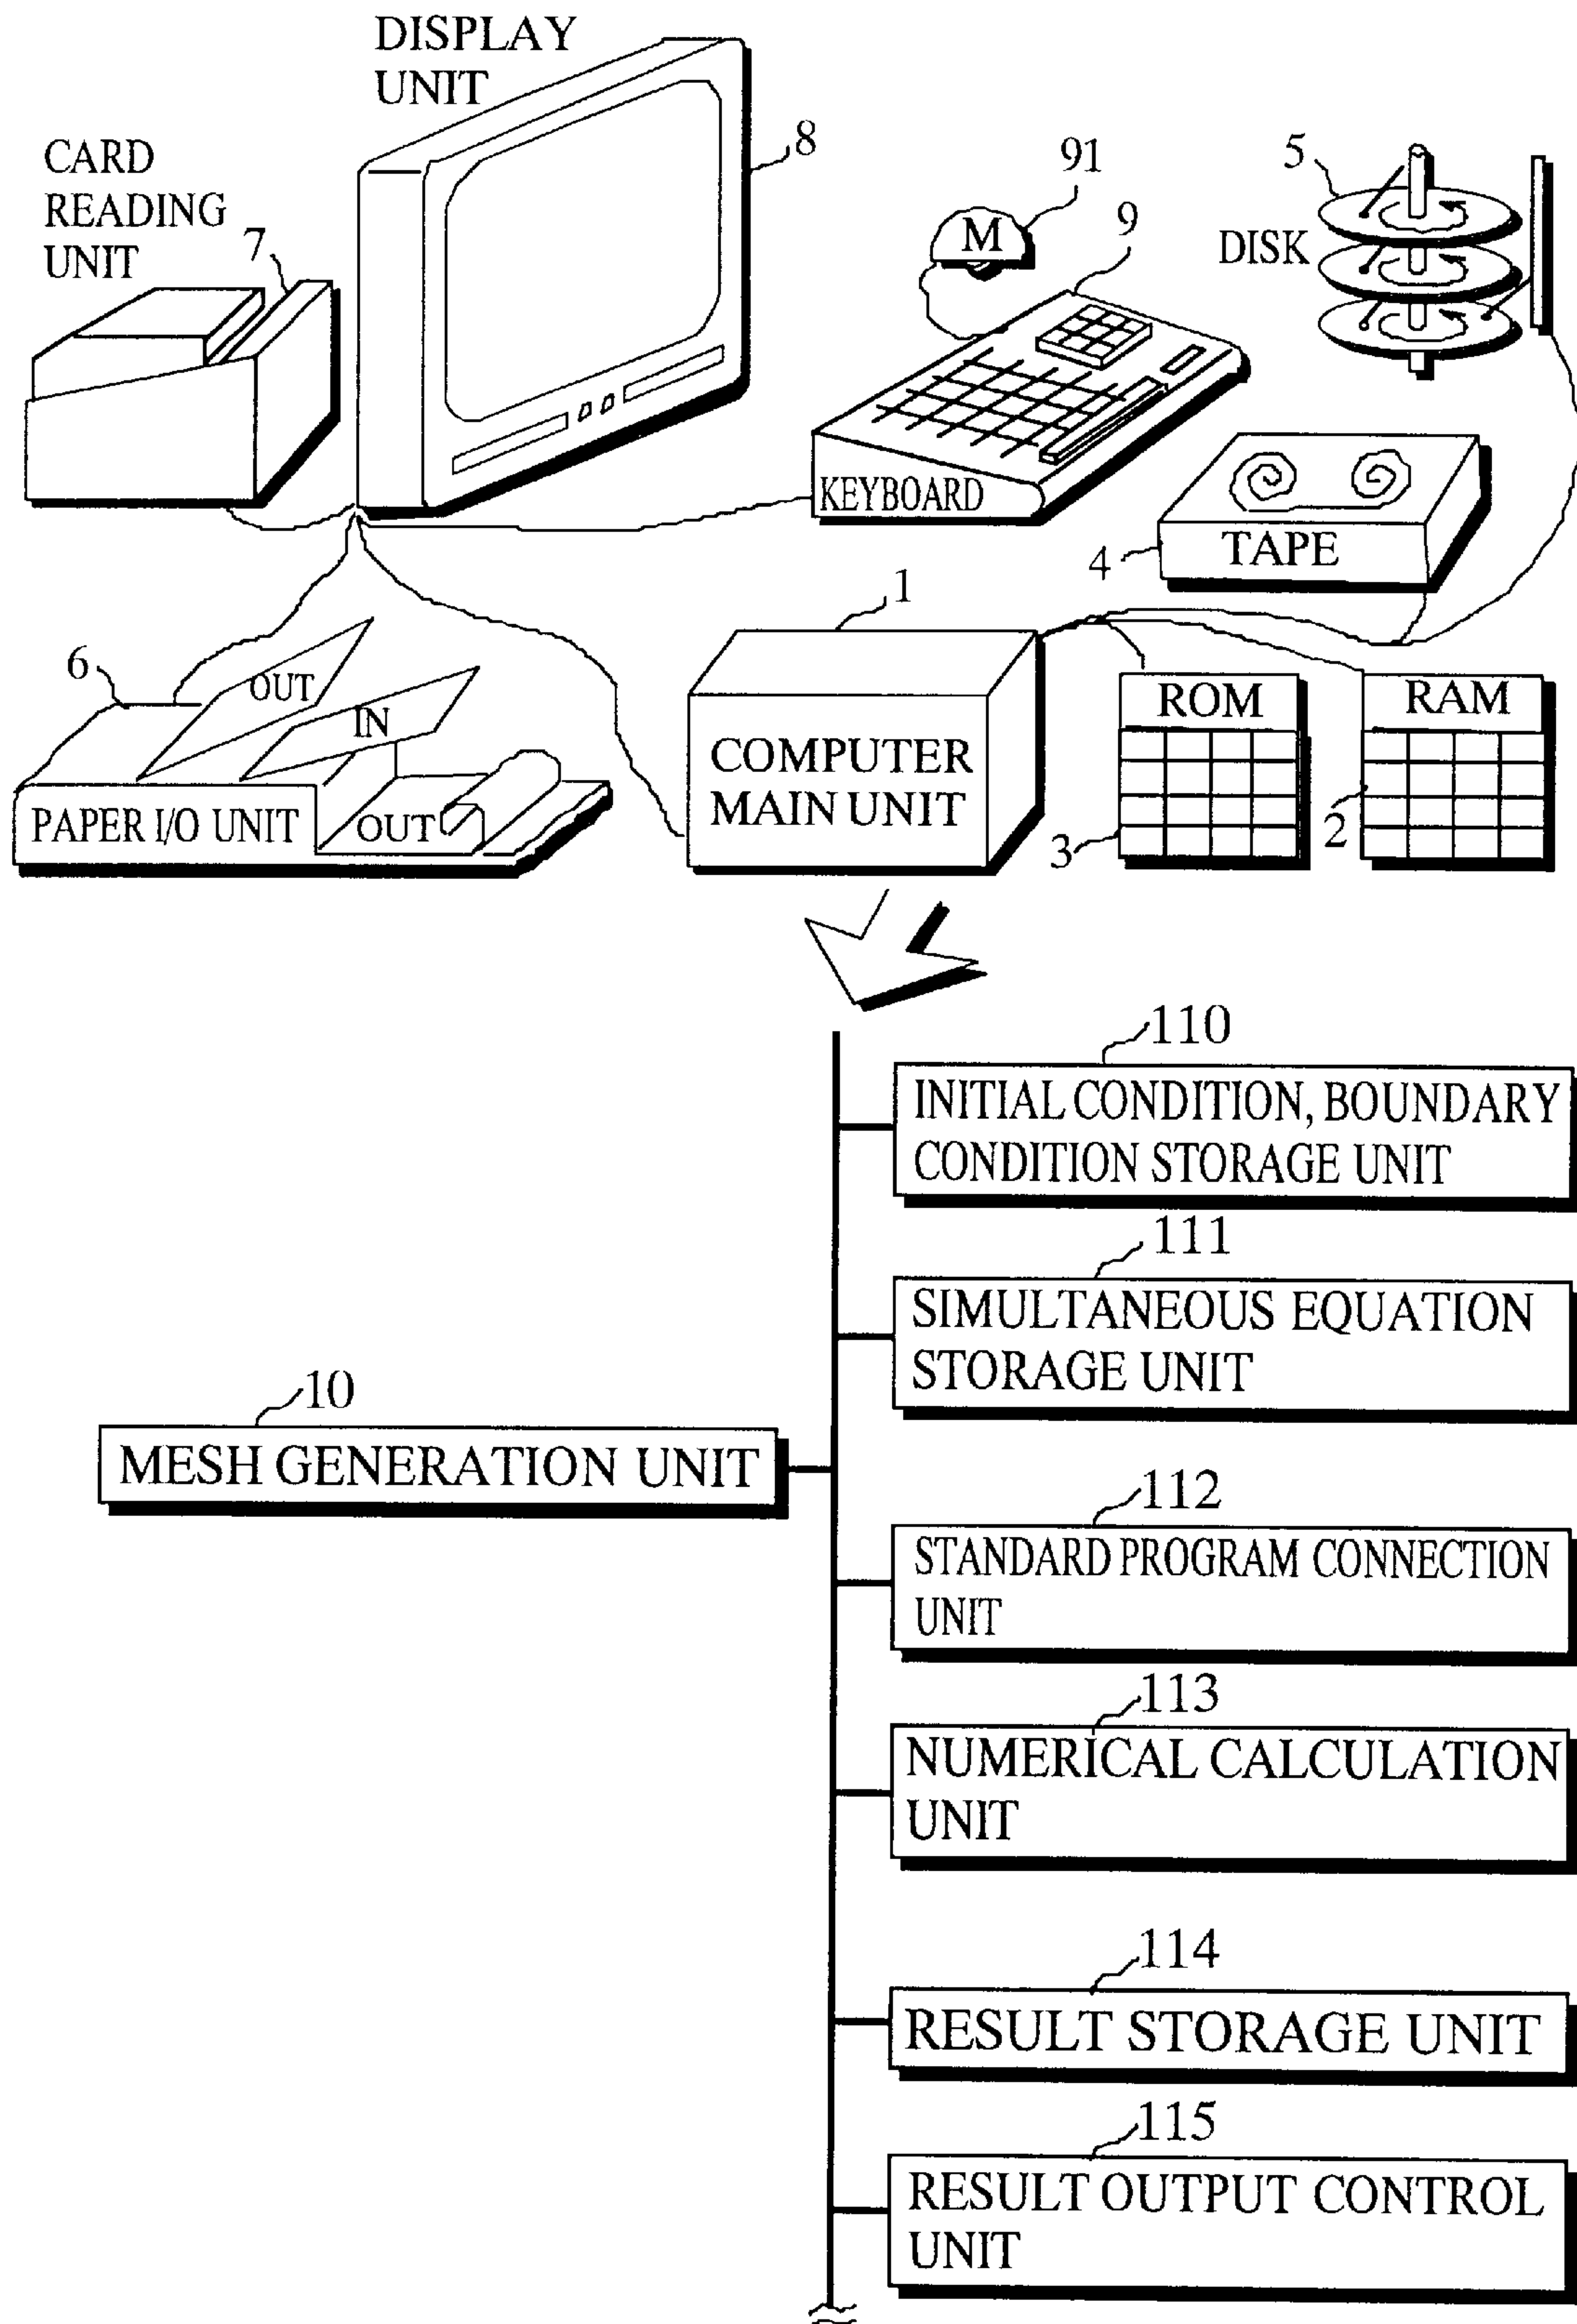 DISPLAY
UNIT
8
CARD
READING
UNIT
7
91
M
9
5
DISK
KEYBOARD
4
TAPE
1
6
OUT
IN
PAPER I/O UNIT
OUT
COMPUTER
MAIN UNIT
ROM
3
RAM
2
110
INITIAL CONDITION, BOUNDARY
CONDITION STORAGE UNIT
111
SIMULTANEOUS EQUATION
STORAGE UNIT
10
MESH GENERATION UNIT
112
STANDARD PROGRAM CONNECTION
UNIT
113
NUMERICAL CALCULATION
UNIT
114
RESULT STORAGE UNIT
115
RESULT OUTPUT CONTROL
UNIT